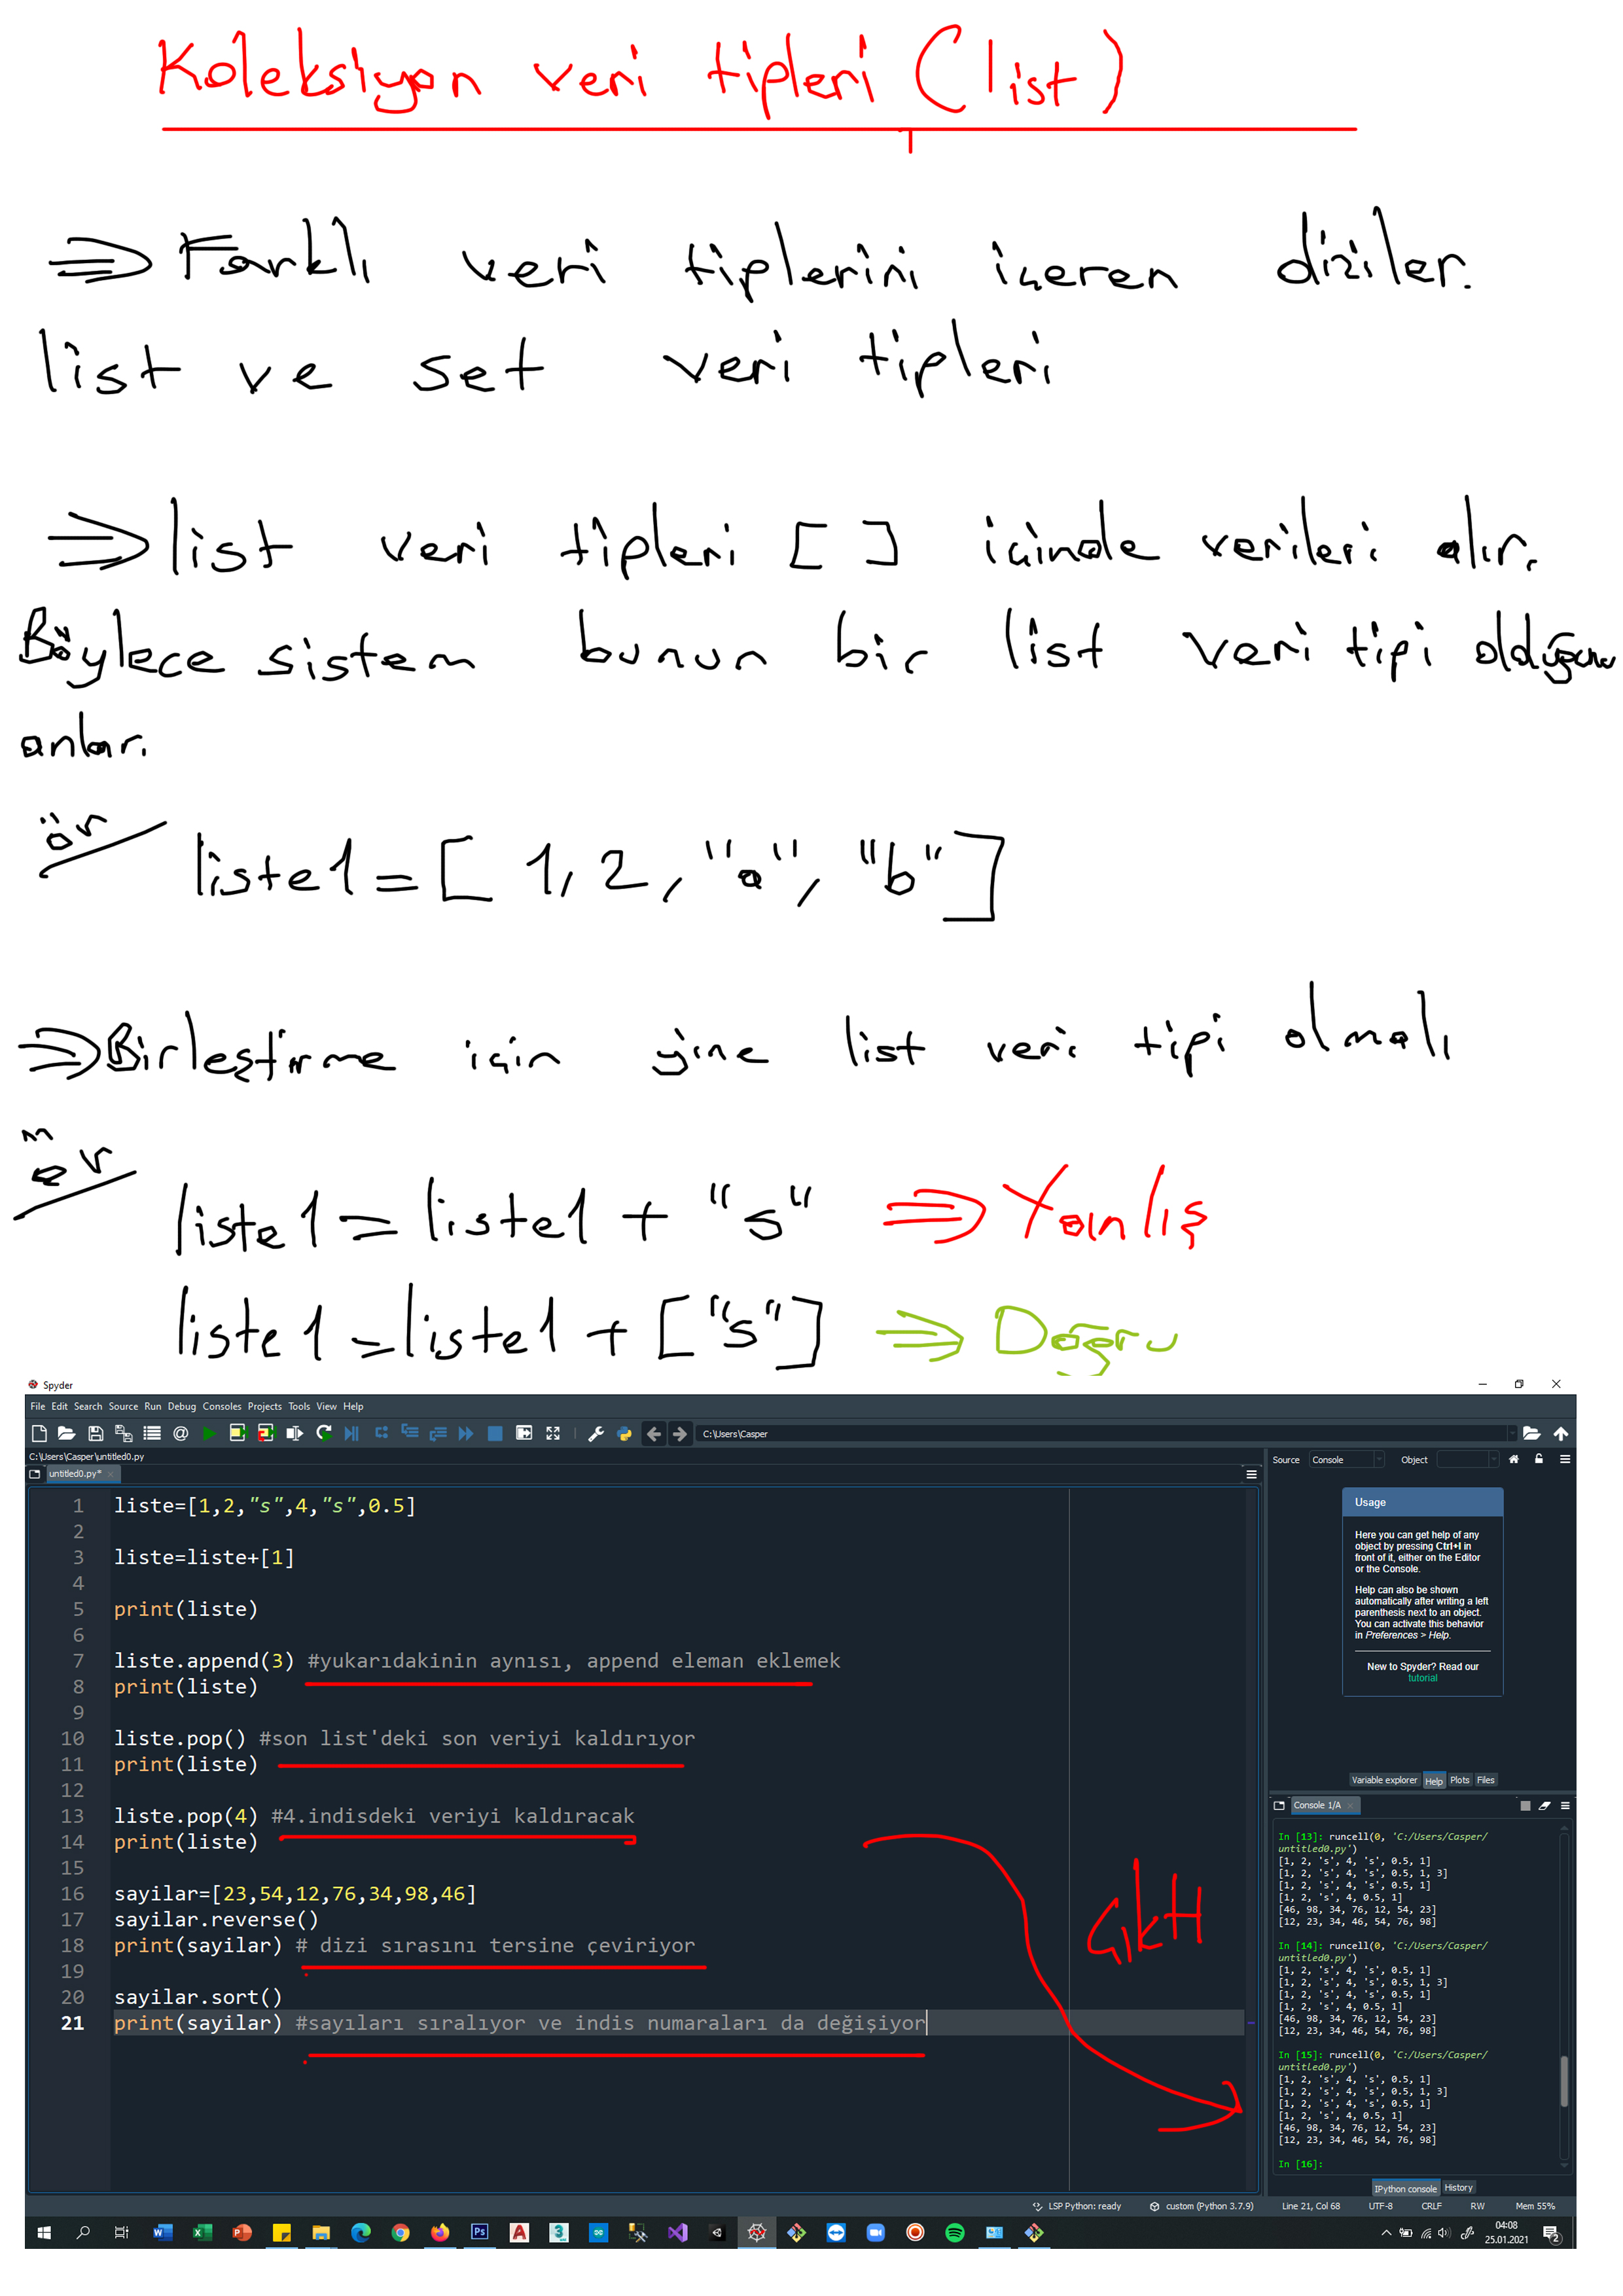 Koleksiyon veri tipleri (list)
⇒ Farklı veri tiplerini içeren diziler.
list ve set veri tipleri
⇒ list veri tipleri [ ] içinde verileri alır.
Böylece sistem bunun bir list veri tipi olduğunu
anlar.
ör
liste1 = [ 1, 2, "a", "b" ]
⇒ Birleştirme için yine list veri tipi olmalı
ör
liste1 = liste1 + "s" ⇒ Yanlış
liste1 = liste1 + ["s"] ⇒ Doğru
Spyder
File Edit Search Source Run Debug Consoles Projects Tools View Help
C:\Users\Casper
C:\Users\Casper\untitled0.py
untitled0.py*
1 liste=[1,2,"s",4,"s",0.5]
2
3 liste=liste+[1]
4
5 print(liste)
6
7 liste.append(3) #yukarıdakinin aynısı, append eleman eklemek
8 print(liste)
9
10 liste.pop() #son list'deki son veriyi kaldırıyor
11 print(liste)
12
13 liste.pop(4) #4.indisdeki veriyi kaldıracak
14 print(liste)
15
16 sayilar=[23,54,12,76,34,98,46]
17 sayilar.reverse()
18 print(sayilar) # dizi sırasını tersine çeviriyor
19
20 sayilar.sort()
21 print(sayilar) #sayıları sıralıyor ve indis numaraları da değişiyor
Çıktı
Source Console Object
Usage
Here you can get help of any
object by pressing Ctrl+I in
front of it, either on the Editor
or the Console.
Help can also be shown
automatically after writing a left
parenthesis next to an object.
You can activate this behavior
in Preferences > Help.
New to Spyder? Read our
tutorial
Variable explorer Help Plots Files
Console 1/A
In [13]: runcell(0, 'C:/Users/Casper/
untitled0.py')
[1, 2, 's', 4, 's', 0.5, 1]
[1, 2, 's', 4, 's', 0.5, 1, 3]
[1, 2, 's', 4, 's', 0.5, 1]
[1, 2, 's', 4, 0.5, 1]
[46, 98, 34, 76, 12, 54, 23]
[12, 23, 34, 46, 54, 76, 98]
In [14]: runcell(0, 'C:/Users/Casper/
untitled0.py')
[1, 2, 's', 4, 's', 0.5, 1]
[1, 2, 's', 4, 's', 0.5, 1, 3]
[1, 2, 's', 4, 's', 0.5, 1]
[1, 2, 's', 4, 0.5, 1]
[46, 98, 34, 76, 12, 54, 23]
[12, 23, 34, 46, 54, 76, 98]
In [15]: runcell(0, 'C:/Users/Casper/
untitled0.py')
[1, 2, 's', 4, 's', 0.5, 1]
[1, 2, 's', 4, 's', 0.5, 1, 3]
[1, 2, 's', 4, 's', 0.5, 1]
[1, 2, 's', 4, 0.5, 1]
[46, 98, 34, 76, 12, 54, 23]
[12, 23, 34, 46, 54, 76, 98]
In [16]:
IPython console History
LSP Python: ready custom (Python 3.7.9) Line 21, Col 68 UTF-8 CRLF RW Mem 55%
04:08
25.01.2021
2